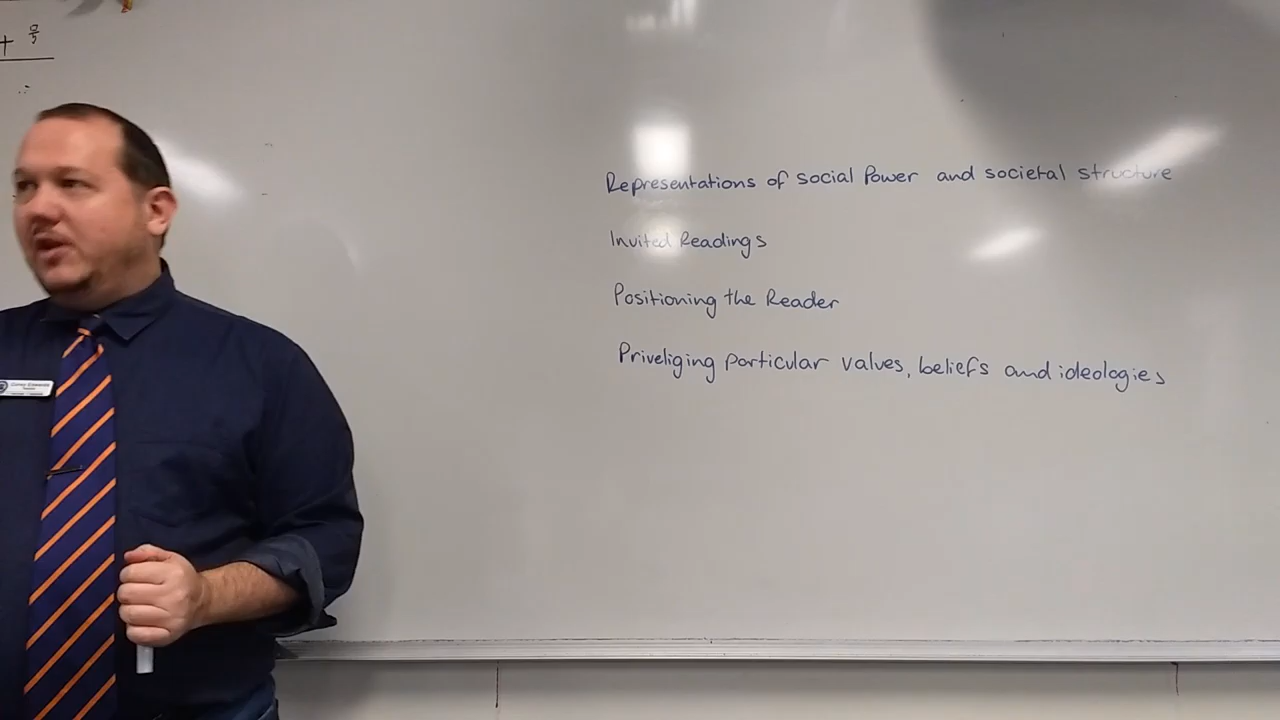 Representations of social Power and societal structure
Invited Readings
Positioning the Reader
Priveliging particular values, beliefs and ideologies